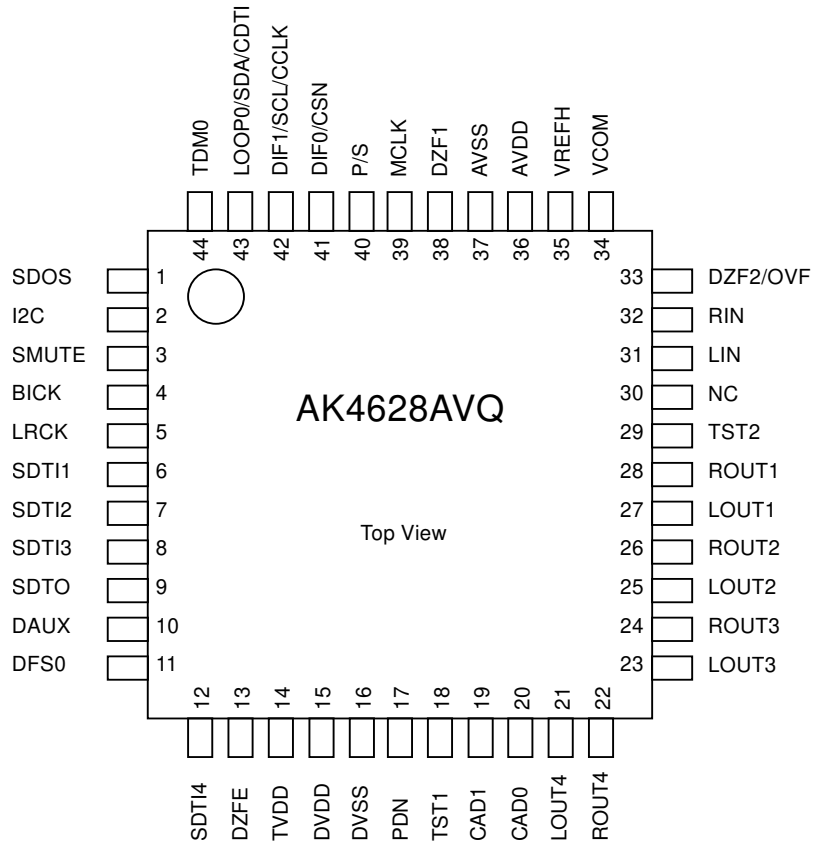 TDM0
LOOP0/SDA/CDTI
DIF1/SCL/CCLK
DIF0/CSN
P/S
MCLK
DZF1
AVSS
AVDD
VREFH
VCOM
44
43
42
41
40
39
38
37
36
35
34
SDOS 1
I2C 2
SMUTE 3
BICK 4
LRCK 5
SDTI1 6
SDTI2 7
SDTI3 8
SDTO 9
DAUX 10
DFS0 11
AK4628AVQ
Top View
33 DZF2/OVF
32 RIN
31 LIN
30 NC
29 TST2
28 ROUT1
27 LOUT1
26 ROUT2
25 LOUT2
24 ROUT3
23 LOUT3
12
13
14
15
16
17
18
19
20
21
22
SDTI4
DZFE
TVDD
DVDD
DVSS
PDN
TST1
CAD1
CAD0
LOUT4
ROUT4